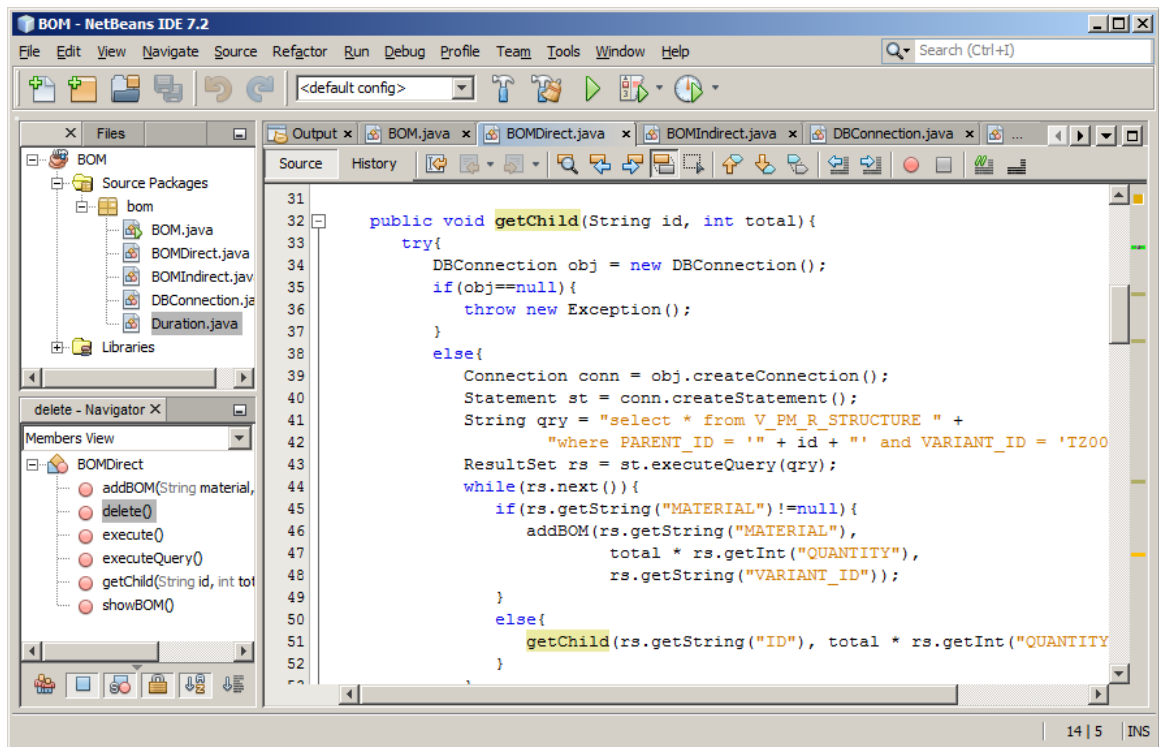 BOM - NetBeans IDE 7.2
File Edit View Navigate Source Refactor Run Debug Profile Team Tools Window Help
Search (Ctrl+I)
<default config>
Files
BOM
Source Packages
bom
BOM.java
BOMDirect.java
BOMIndirect.jav
DBConnection.ja
Duration.java
Libraries
delete - Navigator
Members View
BOMDirect
addBOM(String material,
delete()
execute()
executeQuery()
getChild(String id, int tot
showBOM()
Output BOM.java BOMDirect.java BOMIndirect.java DBConnection.java ...
Source History
31
32 public void getChild(String id, int total){
33 try{
34 DBConnection obj = new DBConnection();
35 if(obj==null){
36 throw new Exception();
37 }
38 else{
39 Connection conn = obj.createConnection();
40 Statement st = conn.createStatement();
41 String qry = "select * from V_PM_R_STRUCTURE " +
42 "where PARENT_ID = '" + id + "' and VARIANT_ID = 'TZ00
43 ResultSet rs = st.executeQuery(qry);
44 while(rs.next()){
45 if(rs.getString("MATERIAL")!=null){
46 addBOM(rs.getString("MATERIAL"),
47 total * rs.getInt("QUANTITY"),
48 rs.getString("VARIANT_ID"));
49 }
50 else{
51 getChild(rs.getString("ID"), total * rs.getInt("QUANTITY
52 }
14 | 5 INS